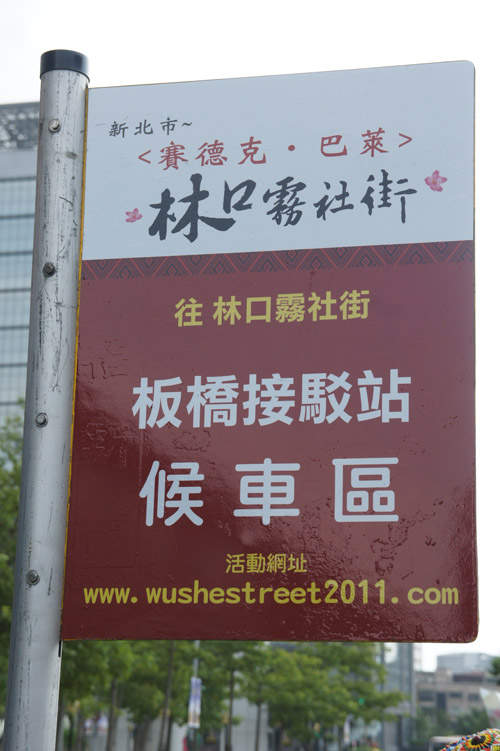 新北市~
<賽德克·巴萊>
林口霧社街
往 林口霧社街
板橋接駁站
候車區
活動網址
www.wushestreet2011.com